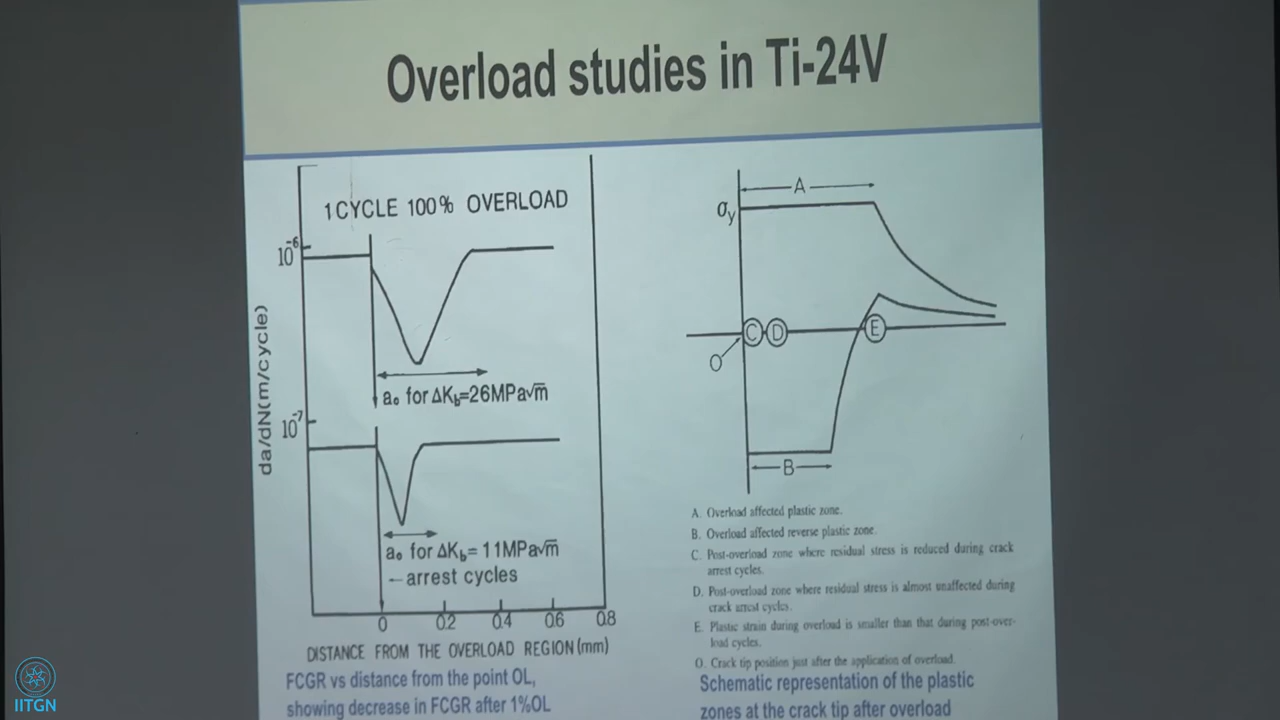 Overload studies in Ti-24V
1 CYCLE 100% OVERLOAD
10⁻⁶
a₀ for ΔK_b=26MPa√m
10⁻⁷
da/dN(m/cycle)
a₀ for ΔK_b= 11MPa√m
←arrest cycles
0 0.2 0.4 0.6 0.8
DISTANCE FROM THE OVERLOAD REGION (mm)
FCGR vs distance from the point OL,
showing decrease in FCGR after 1%OL
A
σ_y
C D E
O
B
A. Overload affected plastic zone.
B. Overload affected reverse plastic zone.
C. Post-overload zone where residual stress is reduced during crack
arrest cycles.
D. Post-overload zone where residual stress is almost unaffected during
crack arrest cycles.
E. Plastic strain during overload is smaller than that during post-over-
load cycles.
O. Crack tip position just after the application of overload.
Schematic representation of the plastic
zones at the crack tip after overload
IITGN